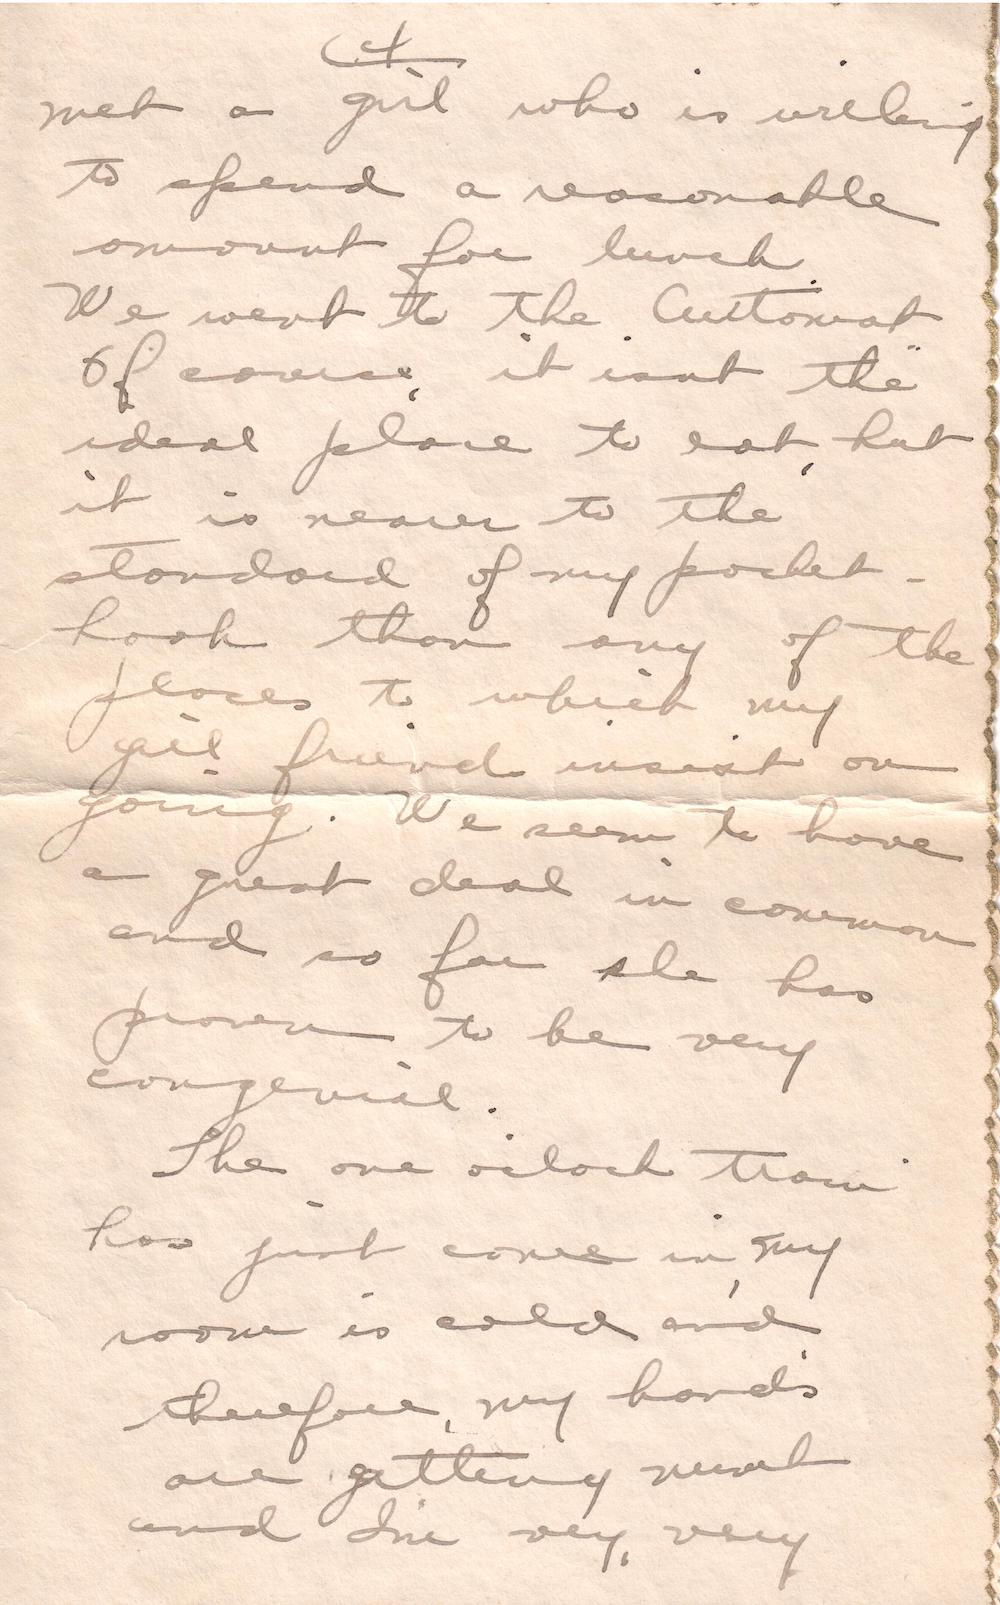 4
met a girl who is willing
to spend a reasonable
amount for lunch.
We went to the Automat
Of course, it isnt "the"
ideal place to eat, but
it is nearer to the
standard of my pocket-
book than any of the
places to which my
girl friend insist on
going. We seem to have
a great deal in common
and so far she has
proven to be very
congenial.
The one o'clock train
has just come in, my
room is cold and
therefore, my hands
are getting numb
and I'm very, very